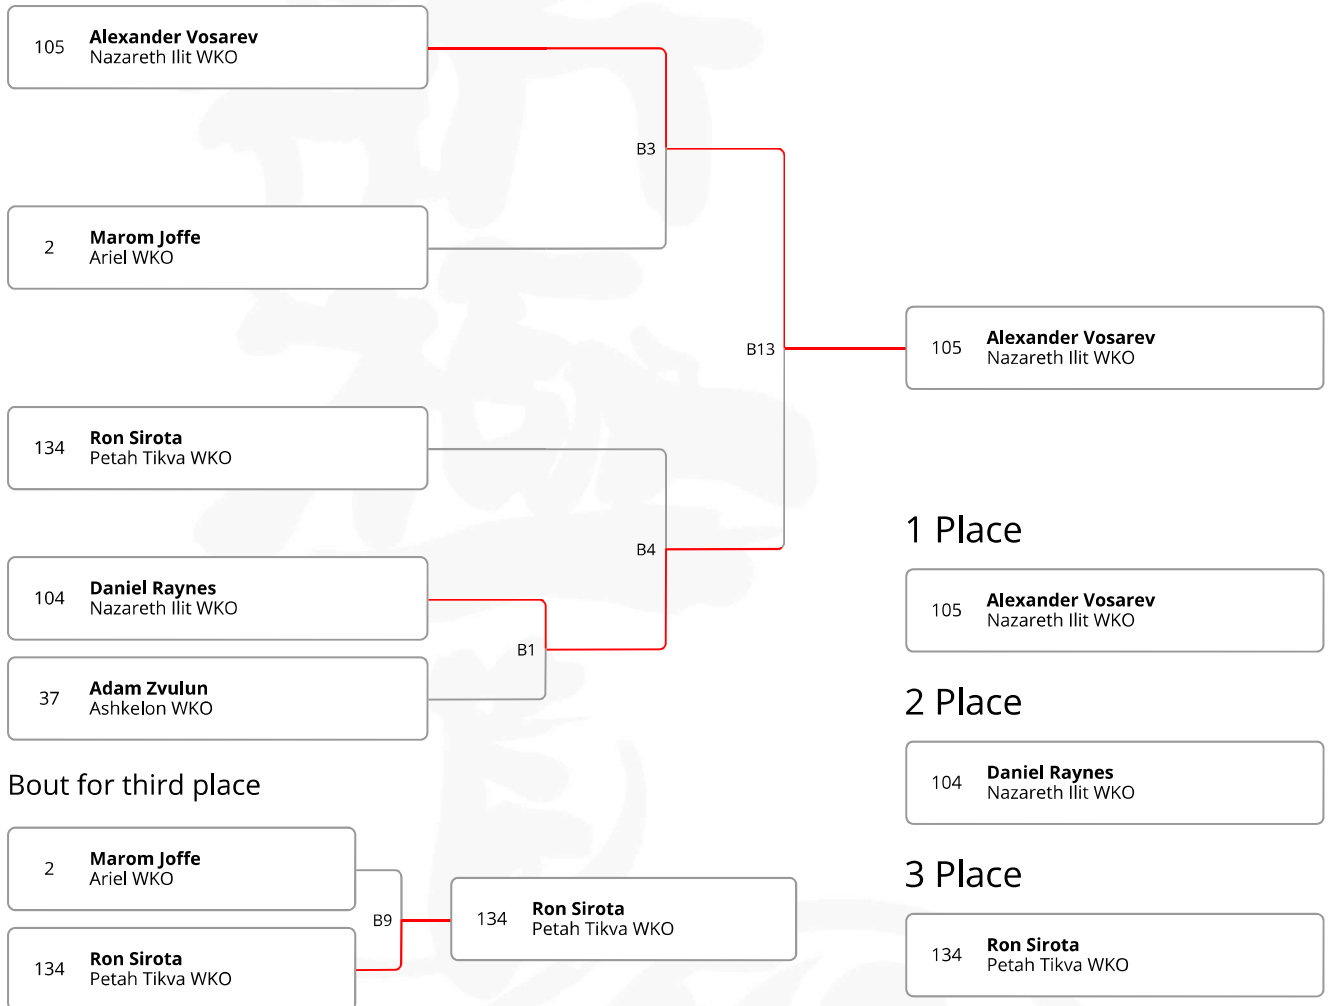 105
Alexander Vosarev
Nazareth Ilit WKO
B3
2
Marom Joffe
Ariel WKO
B13
105
Alexander Vosarev
Nazareth Ilit WKO
134
Ron Sirota
Petah Tikva WKO
B4
104
Daniel Raynes
Nazareth Ilit WKO
B1
37
Adam Zvulun
Ashkelon WKO
1 Place
105
Alexander Vosarev
Nazareth Ilit WKO
2 Place
104
Daniel Raynes
Nazareth Ilit WKO
3 Place
134
Ron Sirota
Petah Tikva WKO
Bout for third place
2
Marom Joffe
Ariel WKO
B9
134
Ron Sirota
Petah Tikva WKO
134
Ron Sirota
Petah Tikva WKO